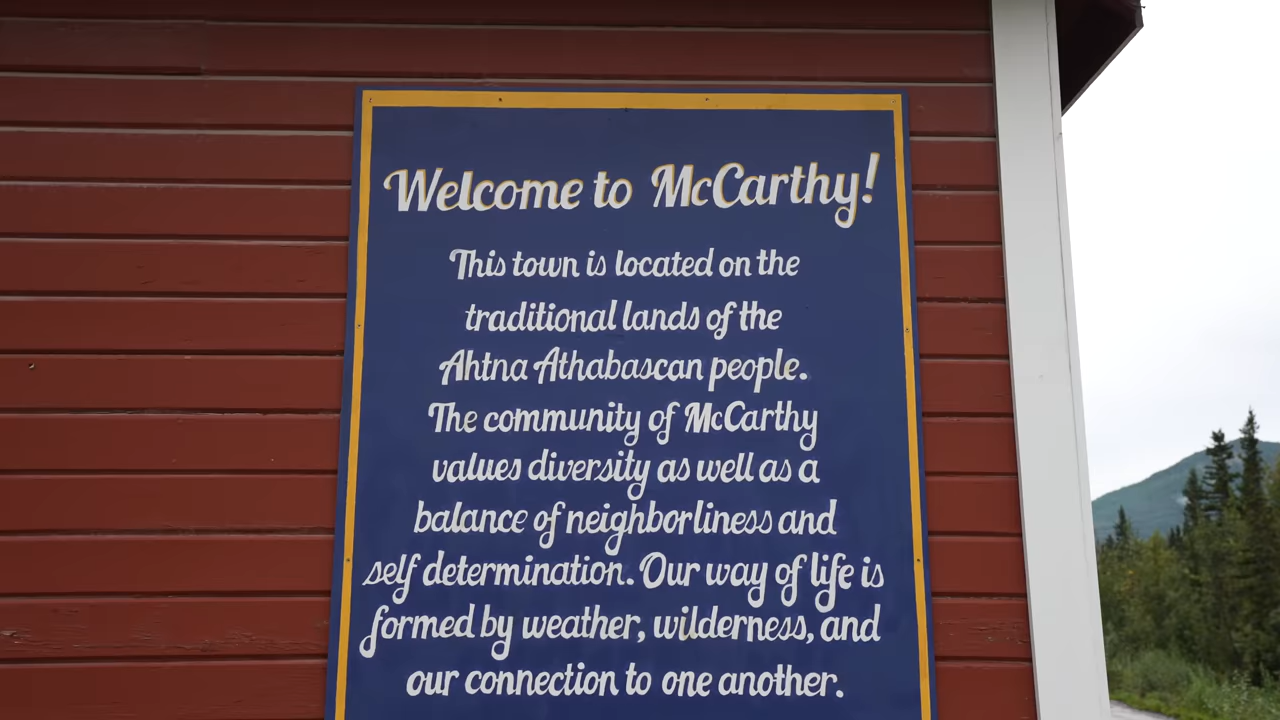 Welcome to McCarthy!
This town is located on the
traditional lands of the
Ahtna Athabascan people.
The community of McCarthy
values diversity as well as a
balance of neighborliness and
self determination. Our way of life is
formed by weather, wilderness, and
our connection to one another.